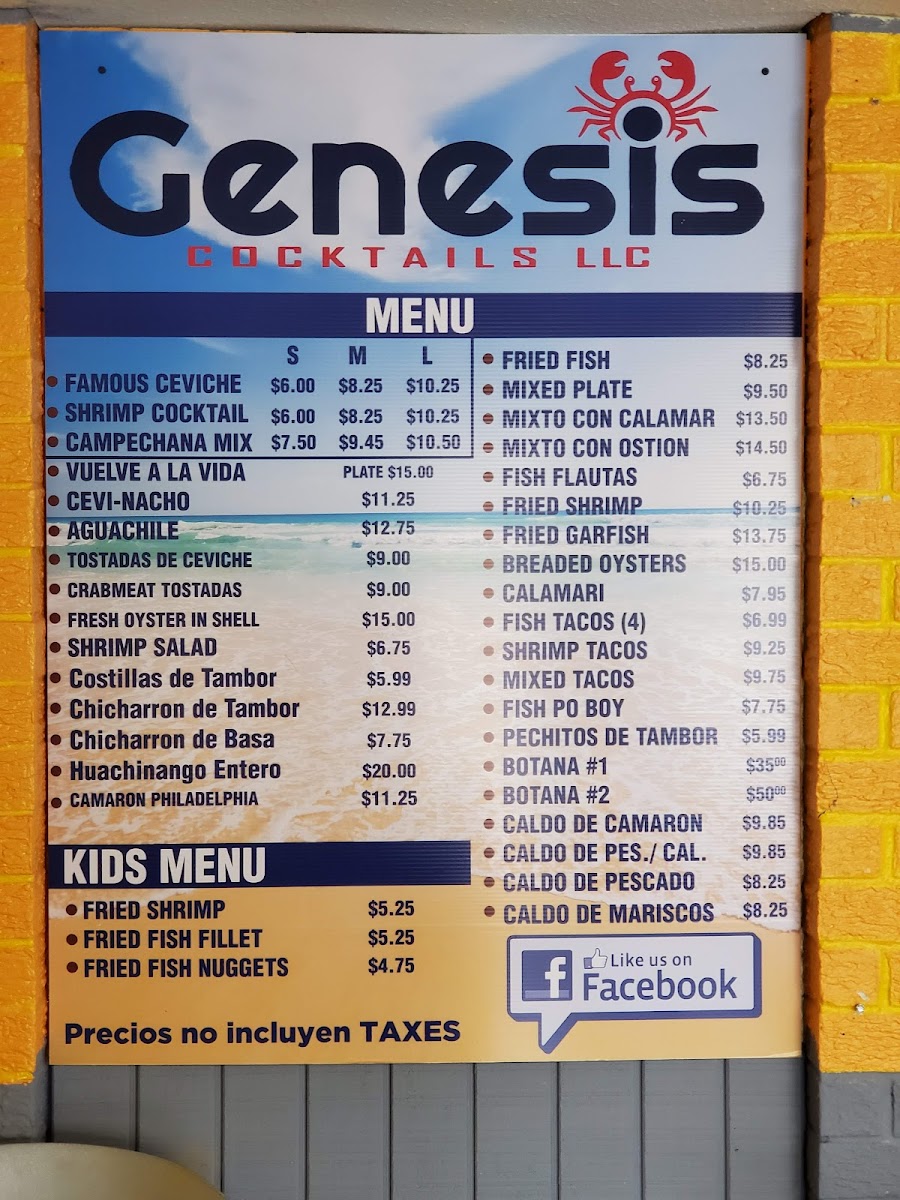 Genesis
COCKTAILS LLC
MENU
S M L
FAMOUS CEVICHE $6.00 $8.25 $10.25
SHRIMP COCKTAIL $6.00 $8.25 $10.25
CAMPECHANA MIX $7.50 $9.45 $10.50
VUELVE A LA VIDA PLATE $15.00
CEVI-NACHO $11.25
AGUACHILE $12.75
TOSTADAS DE CEVICHE $9.00
CRABMEAT TOSTADAS $9.00
FRESH OYSTER IN SHELL $15.00
SHRIMP SALAD $6.75
Costillas de Tambor $5.99
Chicharron de Tambor $12.99
Chicharron de Basa $7.75
Huachinango Entero $20.00
CAMARON PHILADELPHIA $11.25
KIDS MENU
FRIED SHRIMP $5.25
FRIED FISH FILLET $5.25
FRIED FISH NUGGETS $4.75
Precios no incluyen TAXES
FRIED FISH $8.25
MIXED PLATE $9.50
MIXTO CON CALAMAR $13.50
MIXTO CON OSTION $14.50
FISH FLAUTAS $6.75
FRIED SHRIMP $10.25
FRIED GARFISH $13.75
BREADED OYSTERS $15.00
CALAMARI $7.95
FISH TACOS (4) $6.99
SHRIMP TACOS $9.25
MIXED TACOS $9.75
FISH PO BOY $7.75
PECHITOS DE TAMBOR $5.99
BOTANA #1 $3500
BOTANA #2 $5000
CALDO DE CAMARON $9.85
CALDO DE PES./ CAL. $9.85
CALDO DE PESCADO $8.25
CALDO DE MARISCOS $8.25
f Like us on
Facebook